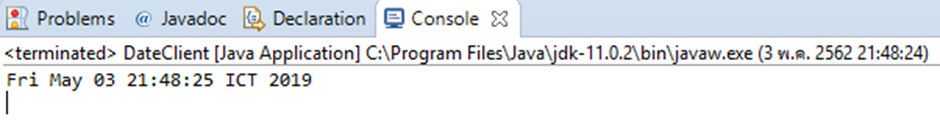 Problems @ Javadoc Declaration Console
<terminated> DateClient [Java Application] C:\Program Files\Java\jdk-11.0.2\bin\javaw.exe (3 พ.ค. 2562 21:48:24)
Fri May 03 21:48:25 ICT 2019